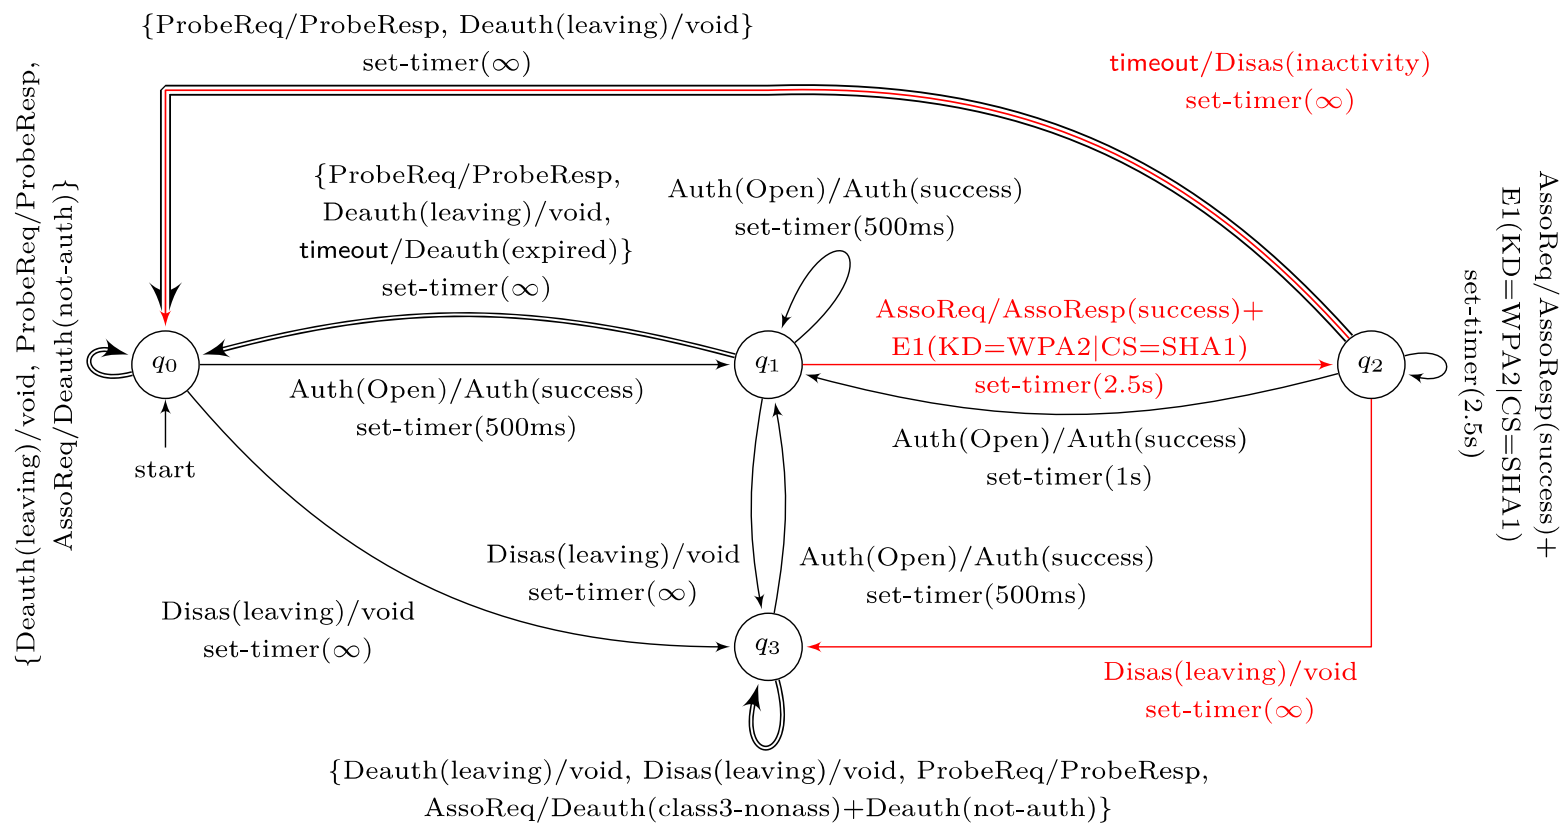 {ProbeReq/ProbeResp, Deauth(leaving)/void}
set-timer(∞)
timeout/Disas(inactivity)
set-timer(∞)
{Deauth(leaving)/void, ProbeReq/ProbeResp,
AssoReq/Deauth(not-auth)}
{ProbeReq/ProbeResp,
Deauth(leaving)/void,
timeout/Deauth(expired)}
set-timer(∞)
Auth(Open)/Auth(success)
set-timer(500ms)
AssoReq/AssoResp(success)+
E1(KD=WPA2|CS=SHA1)
set-timer(2.5s)
AssoReq/AssoResp(success)+
E1(KD=WPA2|CS=SHA1)
set-timer(2.5s)
q0
q1
q2
Auth(Open)/Auth(success)
set-timer(500ms)
Auth(Open)/Auth(success)
set-timer(1s)
start
Disas(leaving)/void
set-timer(∞)
Auth(Open)/Auth(success)
set-timer(500ms)
Disas(leaving)/void
set-timer(∞)
q3
Disas(leaving)/void
set-timer(∞)
{Deauth(leaving)/void, Disas(leaving)/void, ProbeReq/ProbeResp,
AssoReq/Deauth(class3-nonass)+Deauth(not-auth)}